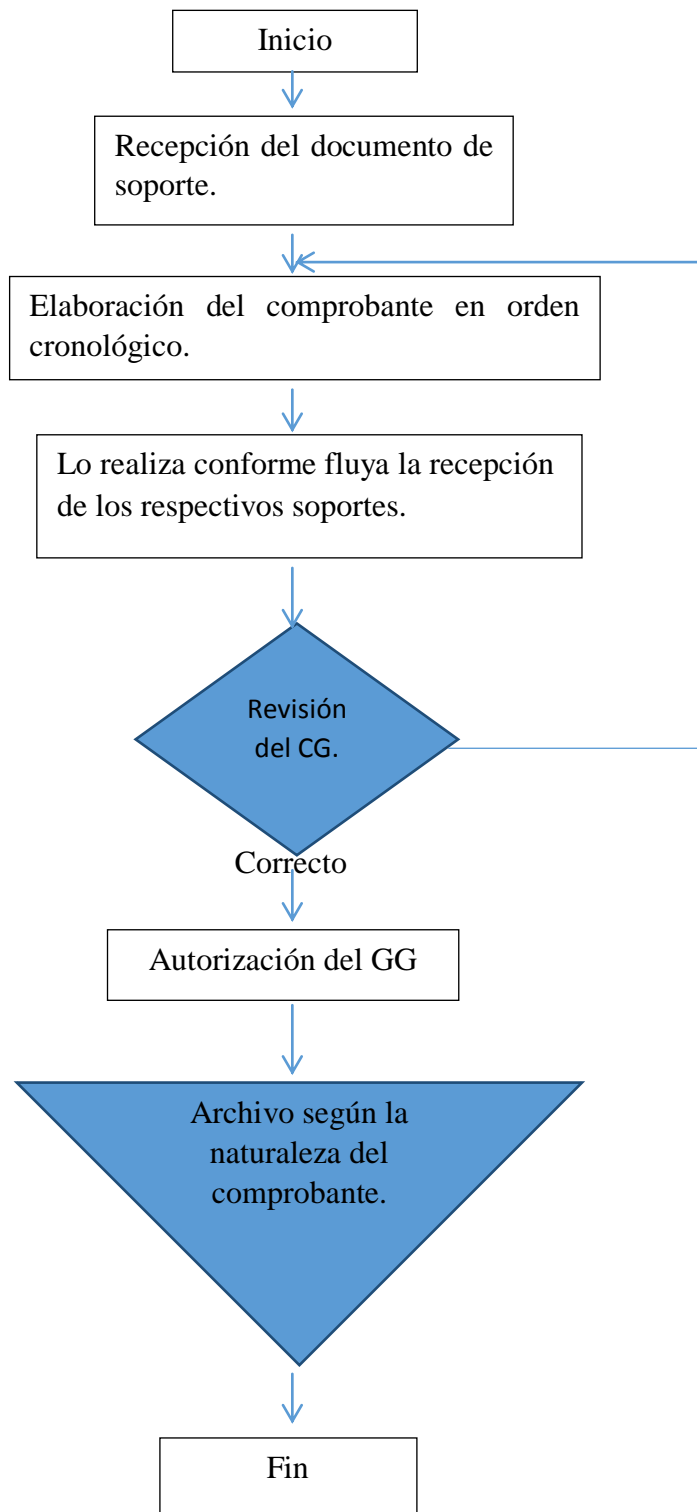 Inicio
Recepción del documento de
soporte.
Elaboración del comprobante en orden
cronológico.
Lo realiza conforme fluya la recepción
de los respectivos soportes.
Revisión
del CG.
Correcto
Autorización del GG
Archivo según la
naturaleza del
comprobante.
Fin